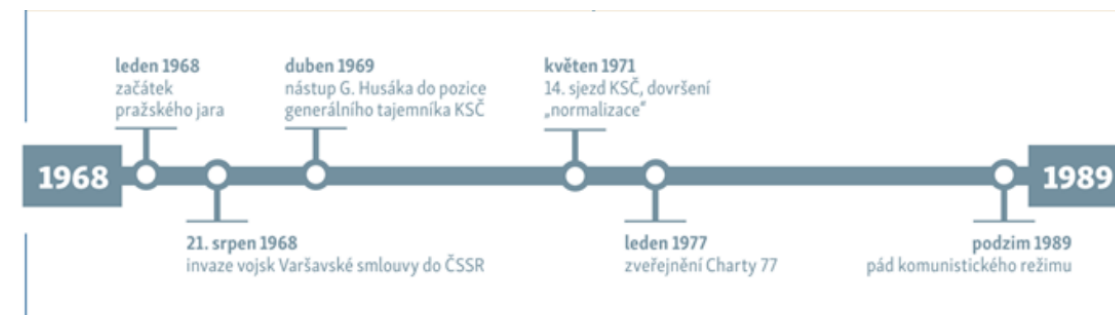 leden 1968
začátek
pražského jara
duben 1969
nástup G. Husáka do pozice
generálního tajemníka KSČ
květen 1971
14. sjezd KSČ, dovršení
„normalizace“
1968
1989
21. srpen 1968
invaze vojsk Varšavské smlouvy do ČSSR
leden 1977
zveřejnění Charty 77
podzim 1989
pád komunistického režimu